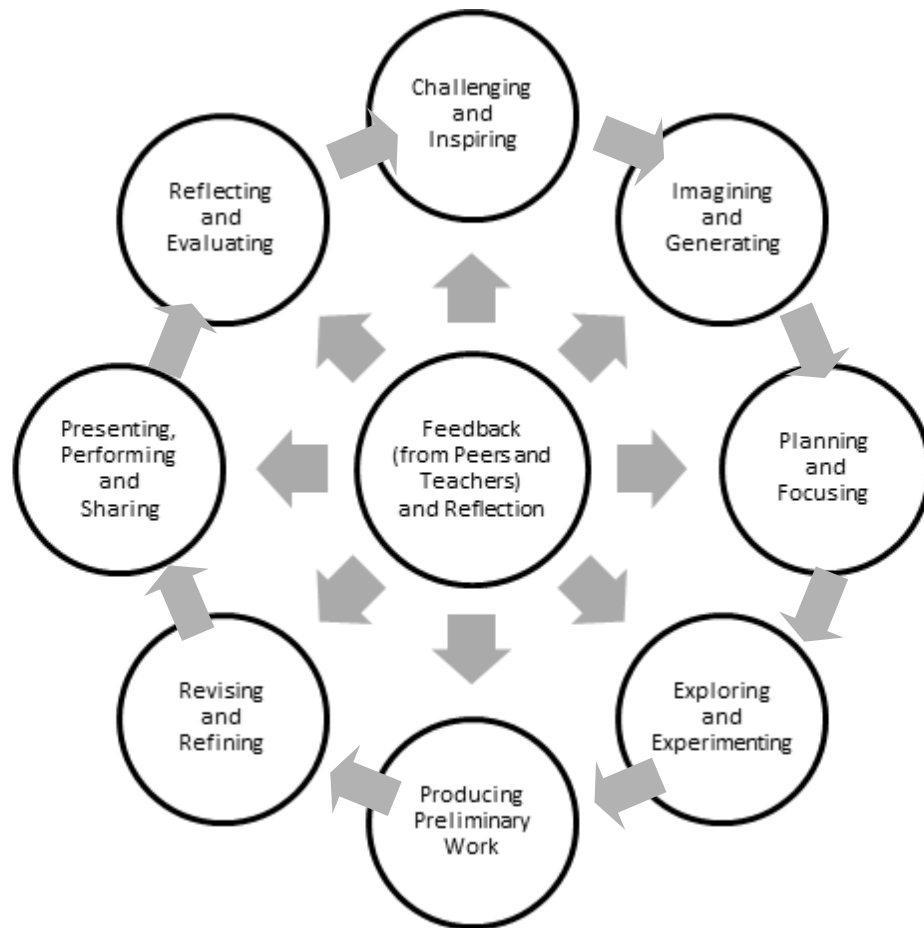 Challenging
and
Inspiring
Imagining
and
Generating
Planning
and
Focusing
Exploring
and
Experimenting
Producing
Preliminary
Work
Revising
and
Refining
Presenting,
Performing
and
Sharing
Reflecting
and
Evaluating
Feedback
(from Peers and
Teachers)
and Reflection